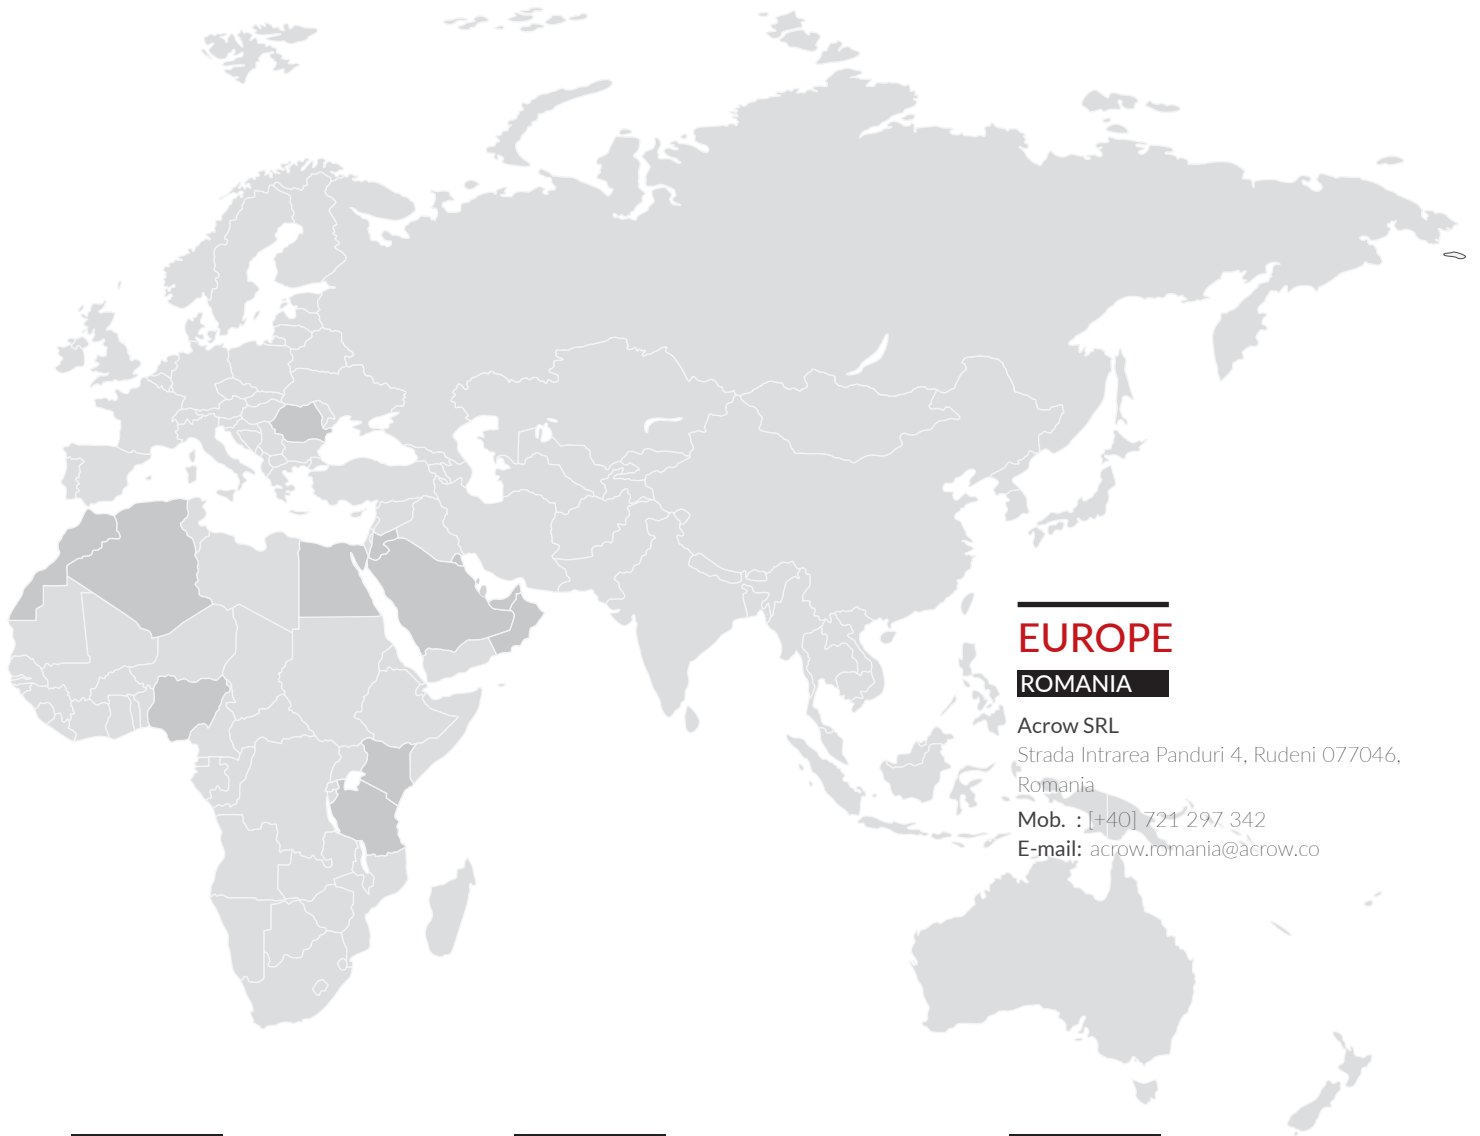 EUROPE
ROMANIA
Acrow SRL
Strada Intrarea Panduri 4, Rudeni 077046,
Romania
Mob. : [+40] 721 297 342
E-mail: acrow.romania@acrow.co